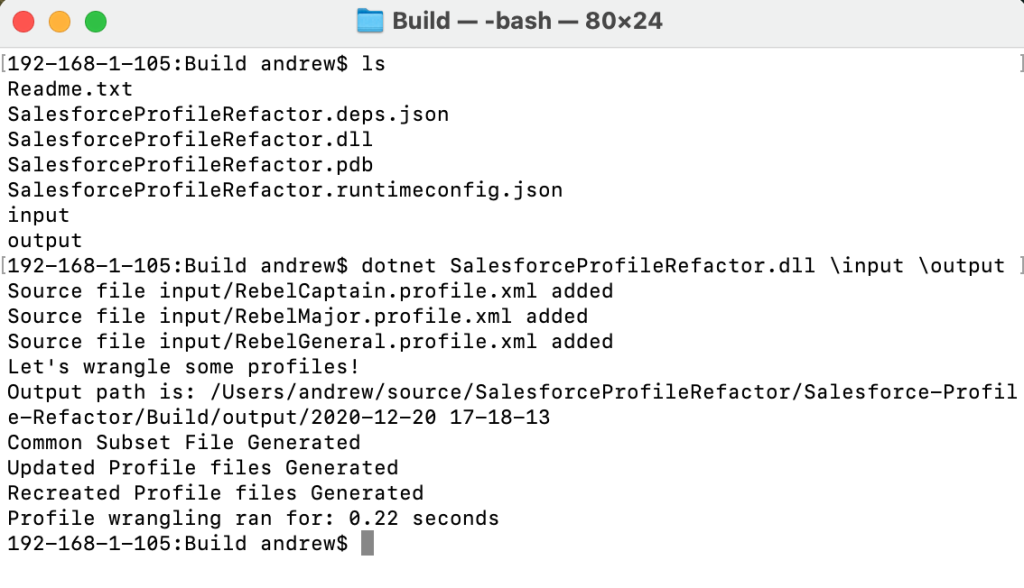 Build — -bash — 80×24
[192-168-1-105:Build andrew$ ls ]
Readme.txt
SalesforceProfileRefactor.deps.json
SalesforceProfileRefactor.dll
SalesforceProfileRefactor.pdb
SalesforceProfileRefactor.runtimeconfig.json
input
output
[192-168-1-105:Build andrew$ dotnet SalesforceProfileRefactor.dll \input \output ]
Source file input/RebelCaptain.profile.xml added
Source file input/RebelMajor.profile.xml added
Source file input/RebelGeneral.profile.xml added
Let's wrangle some profiles!
Output path is: /Users/andrew/source/SalesforceProfileRefactor/Salesforce-Profil
e-Refactor/Build/output/2020-12-20 17-18-13
Common Subset File Generated
Updated Profile files Generated
Recreated Profile files Generated
Profile wrangling ran for: 0.22 seconds
192-168-1-105:Build andrew$